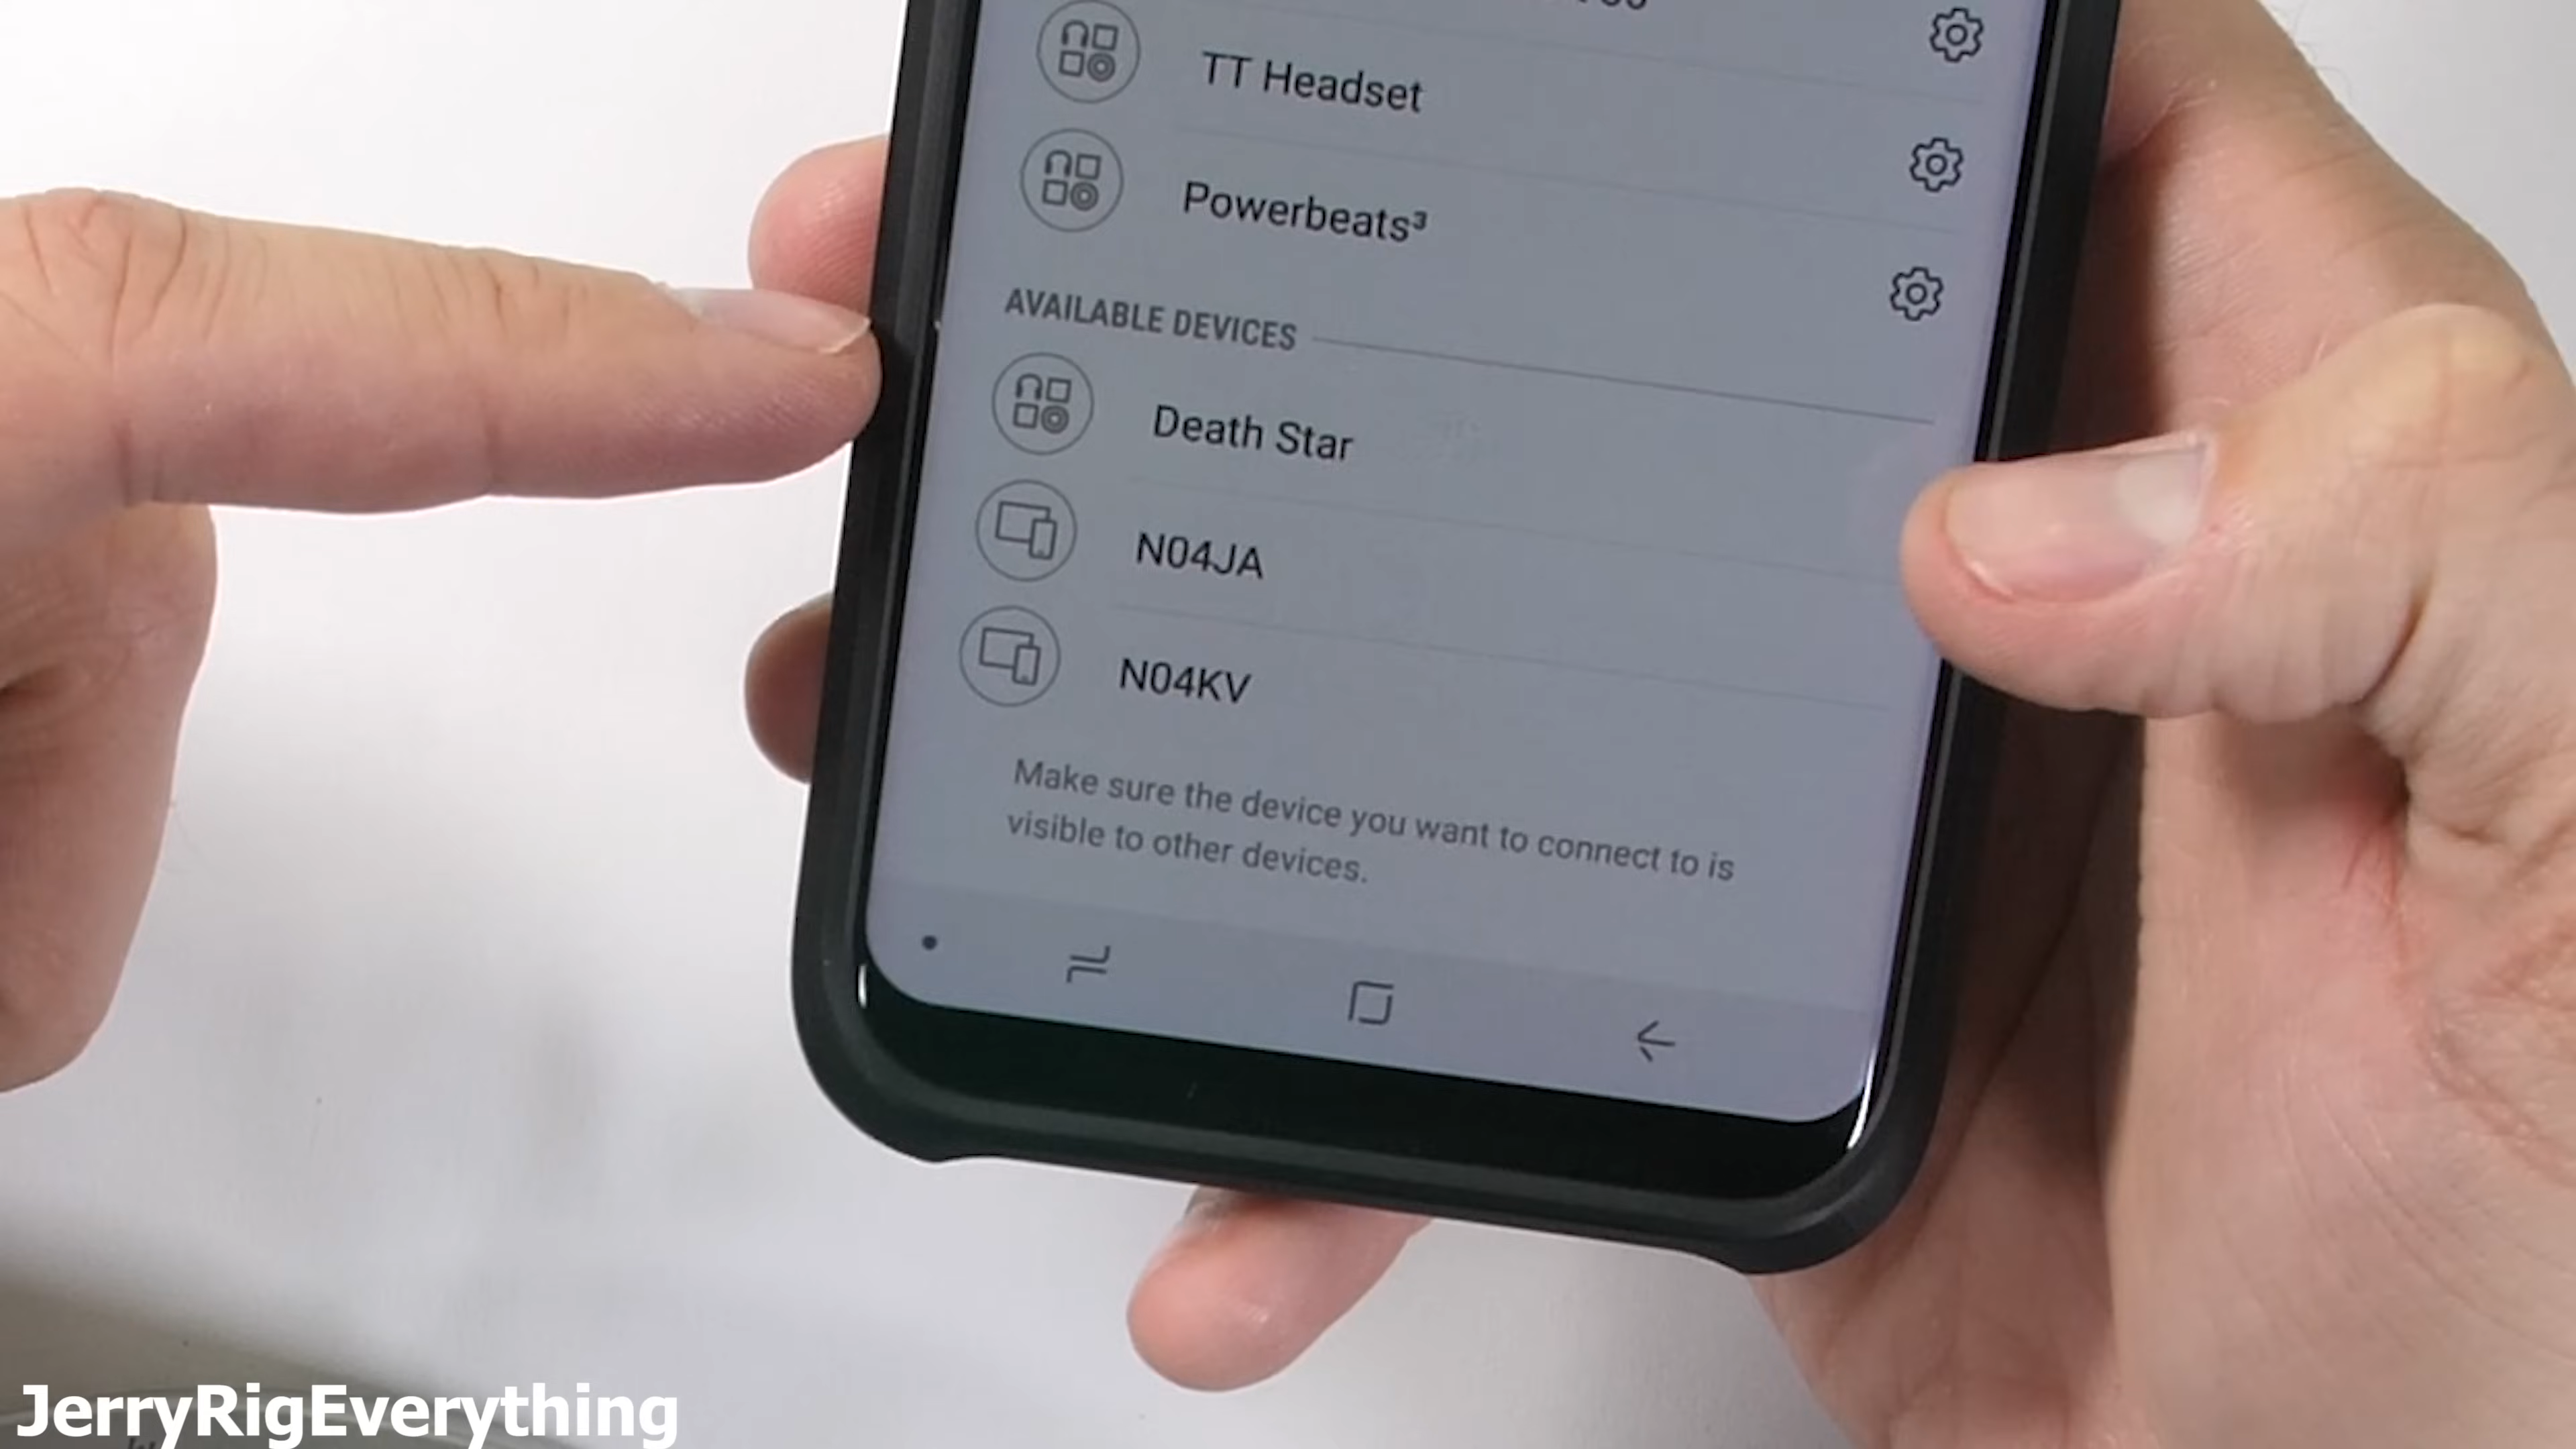 TT Headset
Powerbeats³
AVAILABLE DEVICES
Death Star
N04JA
N04KV
Make sure the device you want to connect to is
visible to other devices.
JerryRigEverything